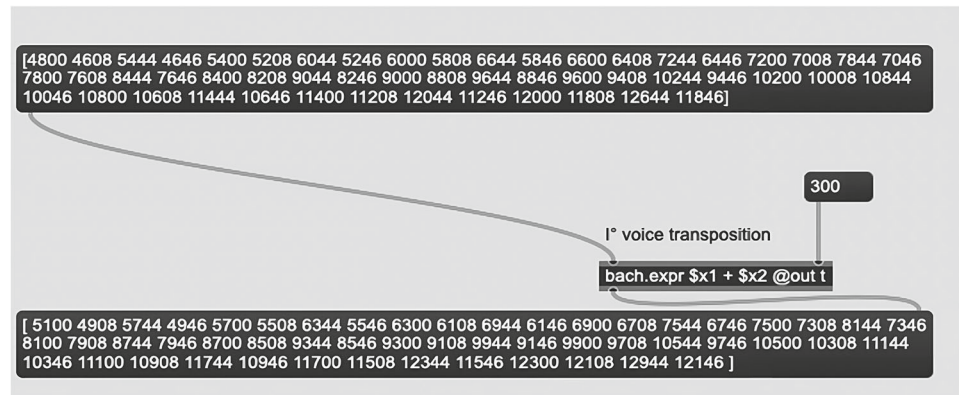 [4800 4608 5444 4646 5400 5208 6044 5246 6000 5808 6644 5846 6600 6408 7244 6446 7200 7008 7844 7046
7800 7608 8444 7646 8400 8208 9044 8246 9000 8808 9644 8846 9600 9408 10244 9446 10200 10008 10844
10046 10800 10608 11444 10646 11400 11208 12044 11246 12000 11808 12644 11846]
300
I° voice transposition
bach.expr $x1 + $x2 @out t
[ 5100 4908 5744 4946 5700 5508 6344 5546 6300 6108 6944 6146 6900 6708 7544 6746 7500 7308 8144 7346
8100 7908 8744 7946 8700 8508 9344 8546 9300 9108 9944 9146 9900 9708 10544 9746 10500 10308 11144
10346 11100 10908 11744 10946 11700 11508 12344 11546 12300 12108 12944 12146 ]